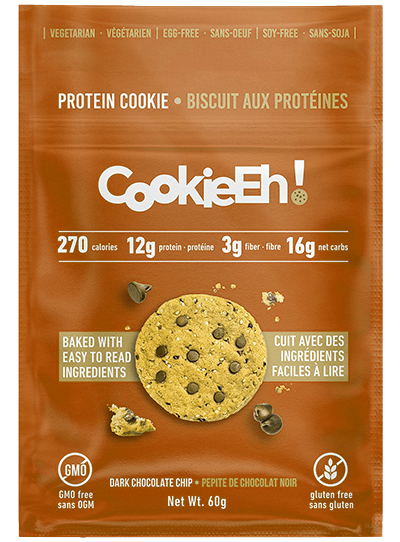 | VEGETARIAN · VÉGÉTARIEN | EGG-FREE · SANS-OEUF | SOY-FREE · SANS-SOJA |
PROTEIN COOKIE • BISCUIT AUX PROTÉINES
CookieEh!
270 calories 12g protein · protéine 3g fiber · fibre 16g net carbs
BAKED WITH
EASY TO READ
INGREDIENTS
CUIT AVEC DES
INGRÉDIENTS
FACILES À LIRE
GMO
GMO free
sans OGM
DARK CHOCOLATE CHIP • PEPITE DE CHOCOLAT NOIR
Net Wt. 60g
gluten free
sans gluten